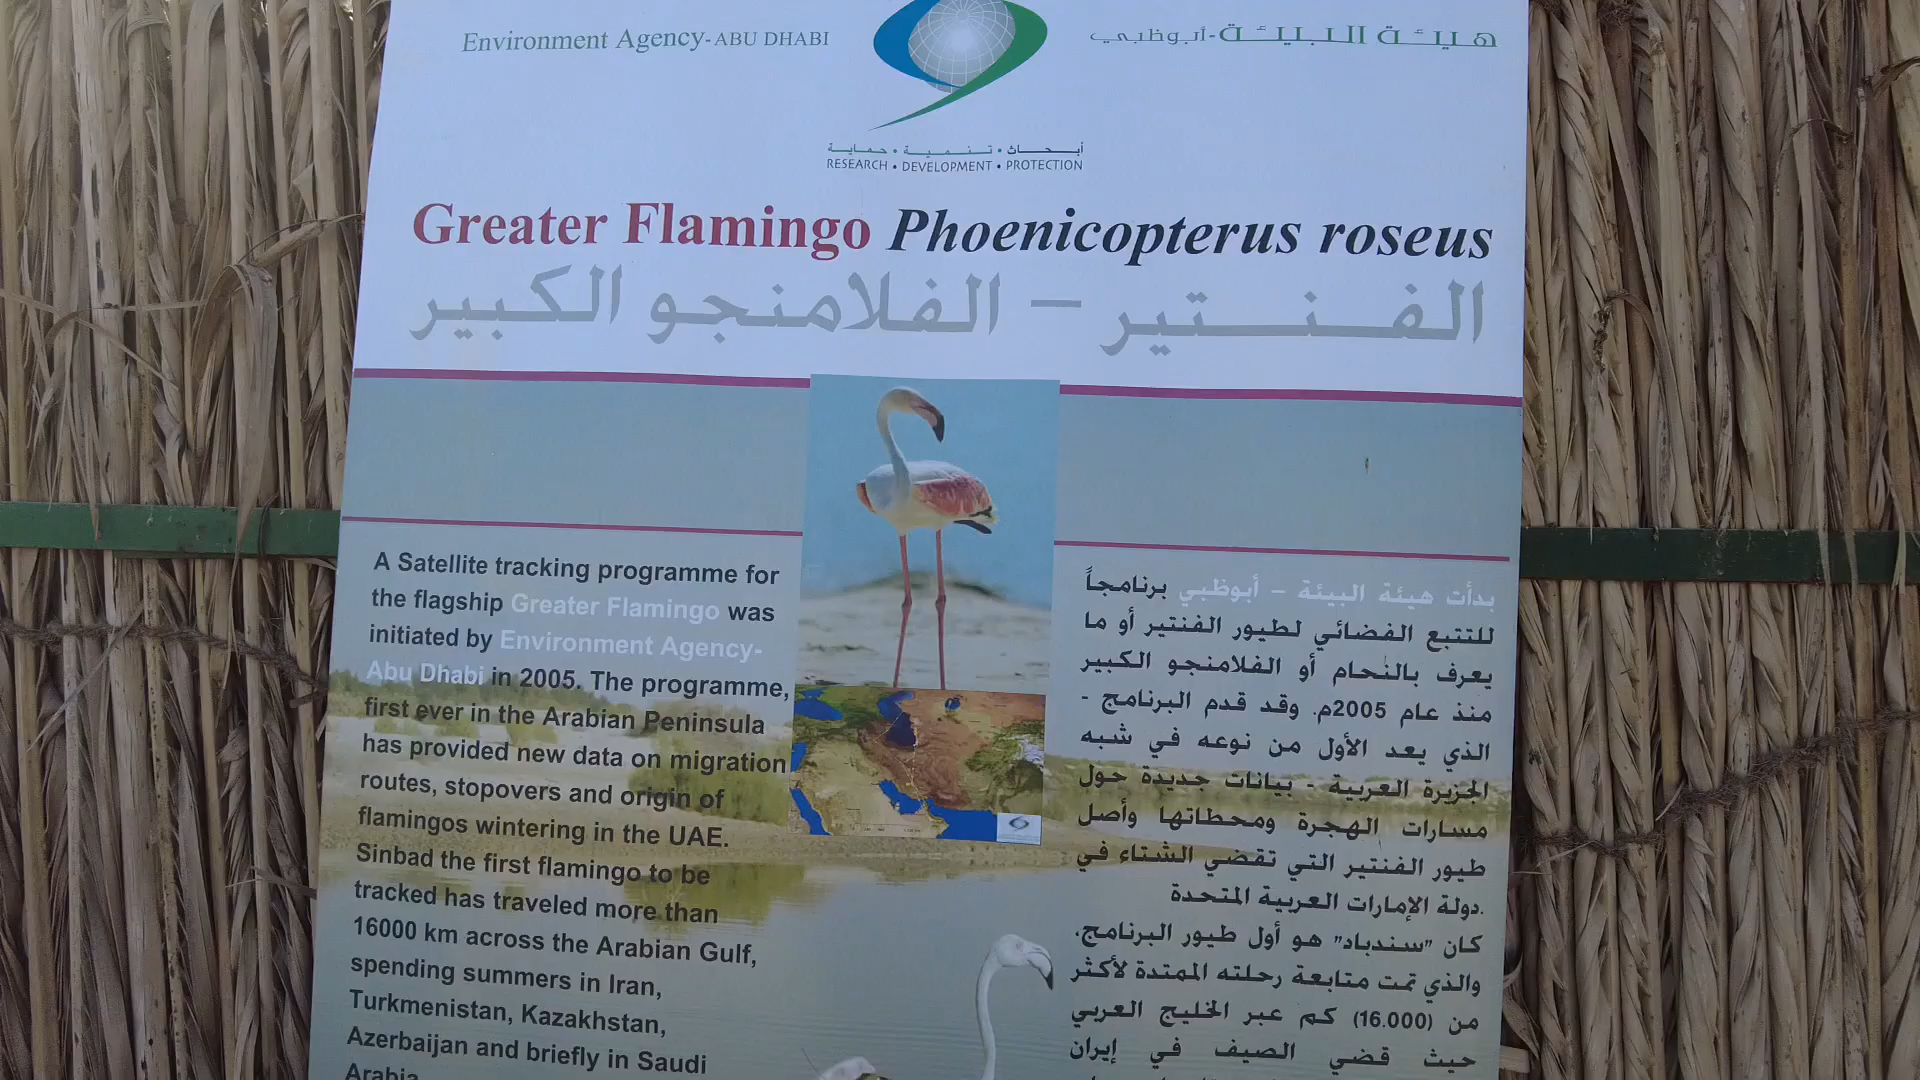 Environment Agency-ABU DHABI
هيئة البيئة-أبوظبي
أبحاث • تنمية • حماية
RESEARCH • DEVELOPMENT • PROTECTION
Greater Flamingo Phoenicopterus roseus
الفنتير – الفلامنجو الكبير
A Satellite tracking programme for
the flagship Greater Flamingo was
initiated by Environment Agency-
Abu Dhabi in 2005. The programme,
first ever in the Arabian Peninsula
has provided new data on migration
routes, stopovers and origin of
flamingos wintering in the UAE.
Sinbad the first flamingo to be
tracked has traveled more than
16000 km across the Arabian Gulf,
spending summers in Iran,
Turkmenistan, Kazakhstan,
Azerbaijan and briefly in Saudi
Arabia
بدأت هيئة البيئة – أبوظبي برنامجاً
للتتبع الفضائي لطيور الفنتير أو ما
يعرف بالنحام أو الفلامنجو الكبير
منذ عام 2005م. وقد قدم البرنامج -
الذي يعد الأول من نوعه في شبه
الجزيرة العربية - بيانات جديدة حول
مسارات الهجرة ومحطاتها وأصل
طيور الفنتير التي تقضي الشتاء في
دولة الإمارات العربية المتحدة.
كان "سندباد" هو أول طيور البرنامج،
والذي تمت متابعة رحلته الممتدة لأكثر
من (16.000) كم عبر الخليج العربي
حيث قضي الصيف في إيران